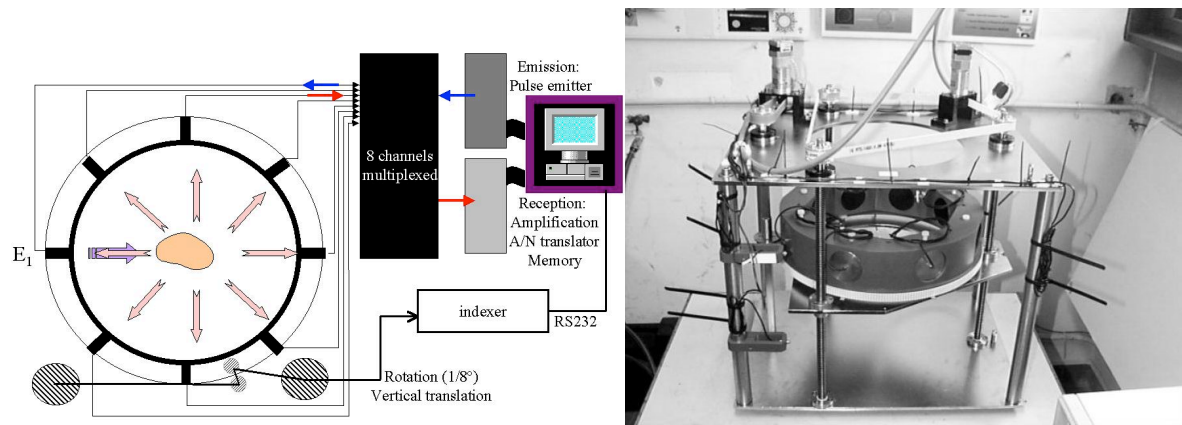 Emission:
Pulse emitter
8 channels
multiplexed
Reception:
Amplification
A/N translator
Memory
E₁
indexer
RS232
Rotation (1/8°)
Vertical translation